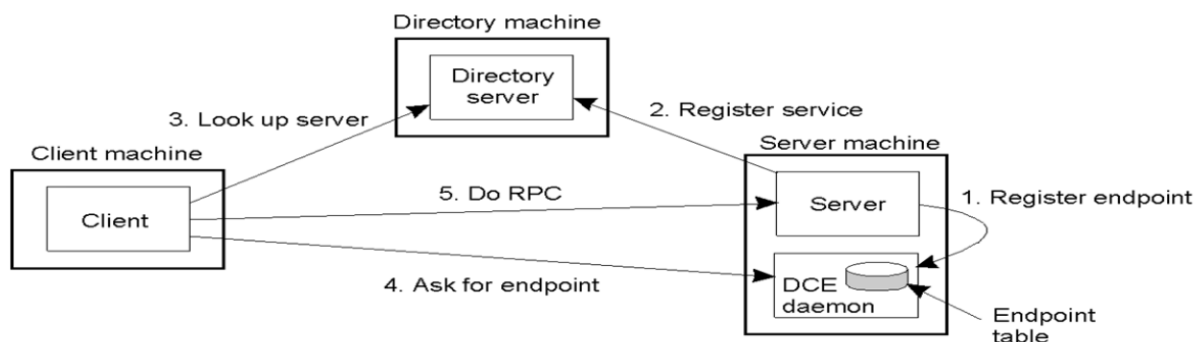 Directory machine
Directory
server
3. Look up server
2. Register service
Client machine
Server machine
5. Do RPC
1. Register endpoint
Client
Server
4. Ask for endpoint
DCE
daemon
Endpoint
table